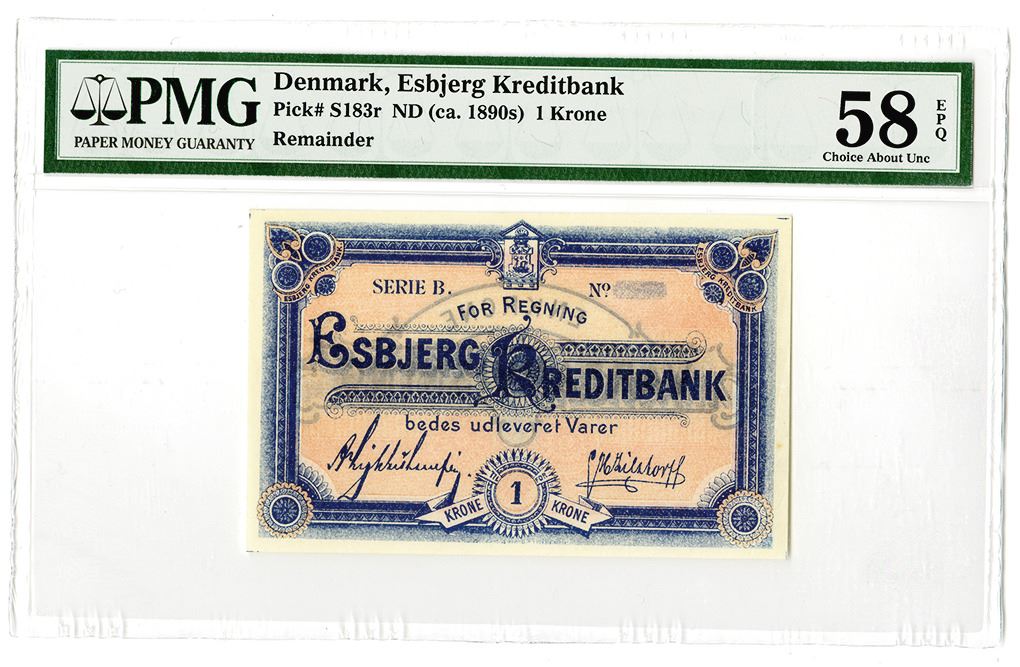 PMG
PAPER MONEY GUARANTY
Denmark, Esbjerg Kreditbank
Pick# S183r ND (ca. 1890s) 1 Krone
Remainder
58
EPQ
Choice About Unc
ESBJERG KREDITBANK.
ESBJERG KREDITBANK
SERIE B. No
FOR REGNING
ESBJERG KREDITBANK
bedes udleveret Varer
KRONE 1 KRONE